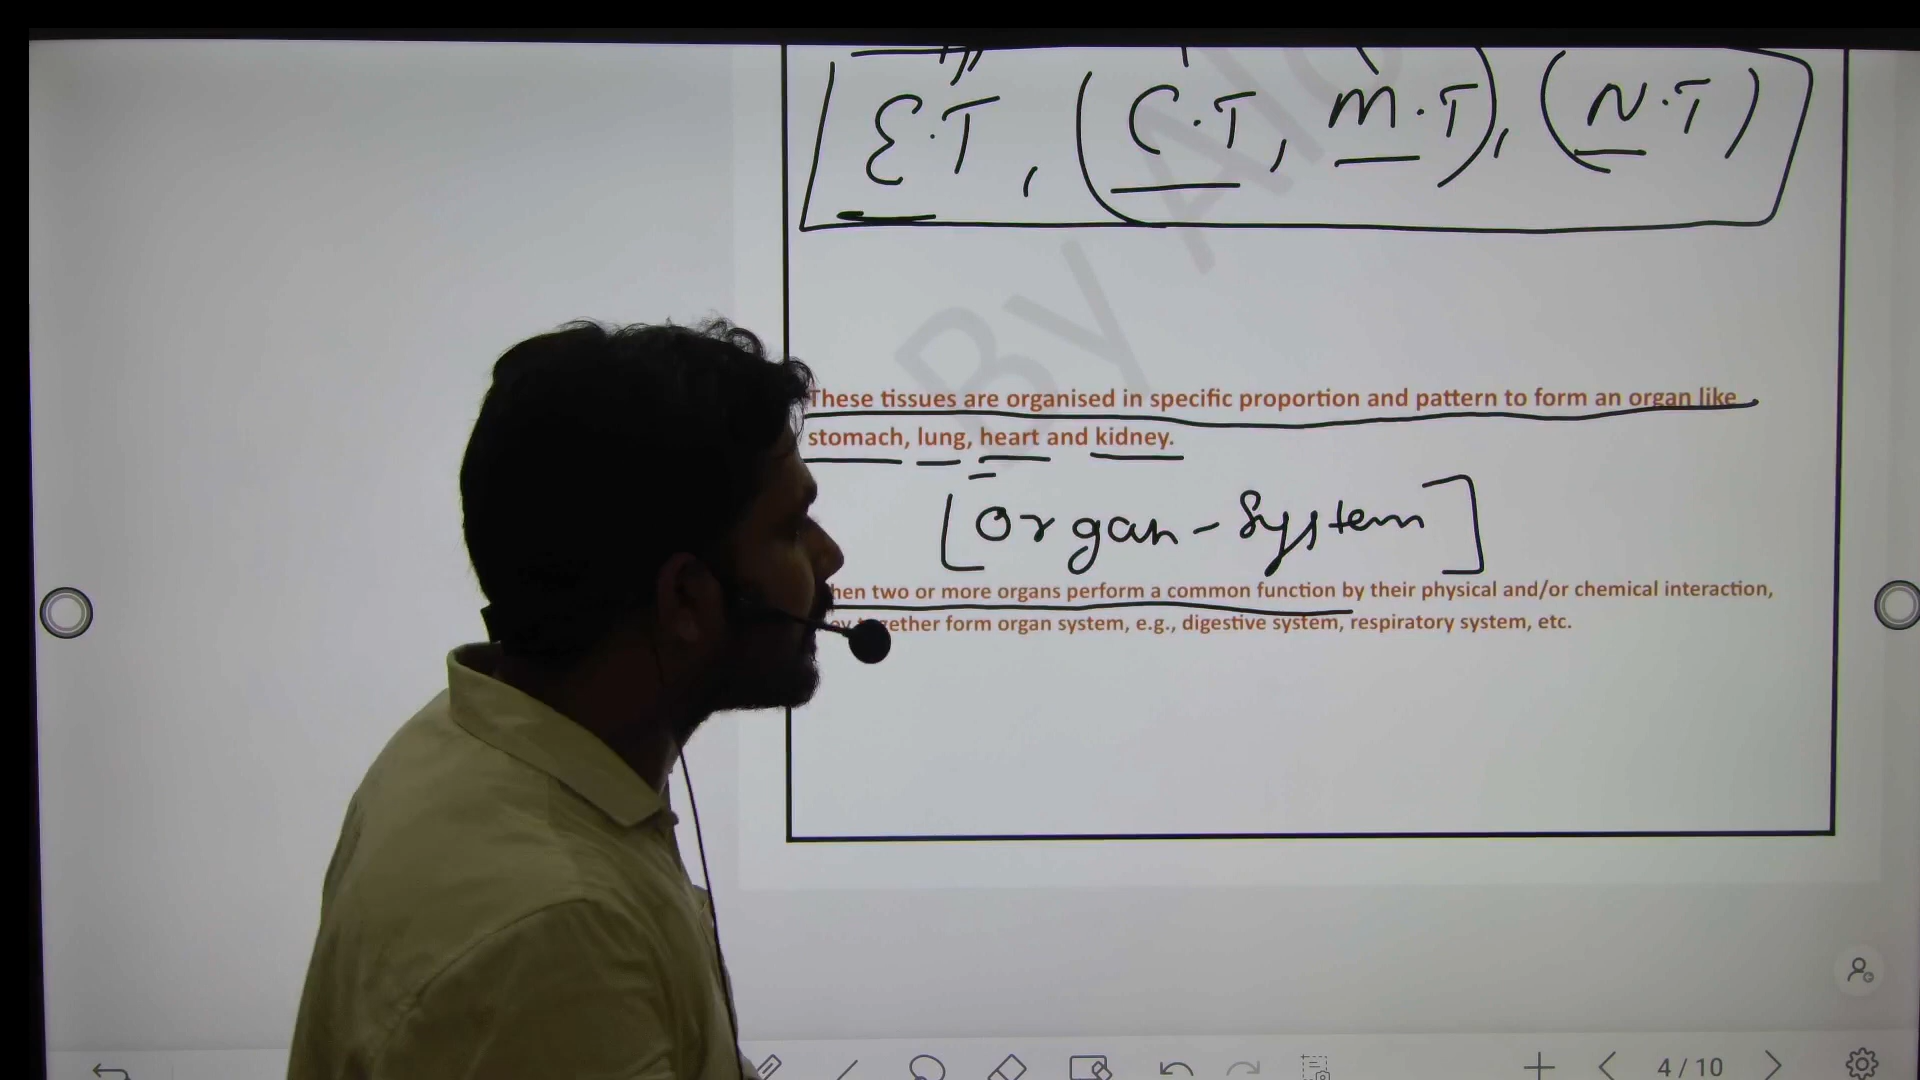 E.T, (C.T, M.T), (N.T)
These tissues are organised in specific proportion and pattern to form an organ like
stomach, lung, heart and kidney.
[Organ-System]
two or more organs perform a common function by their physical and/or chemical interaction,
form organ system, e.g., digestive system, respiratory system, etc.
By
4 / 10